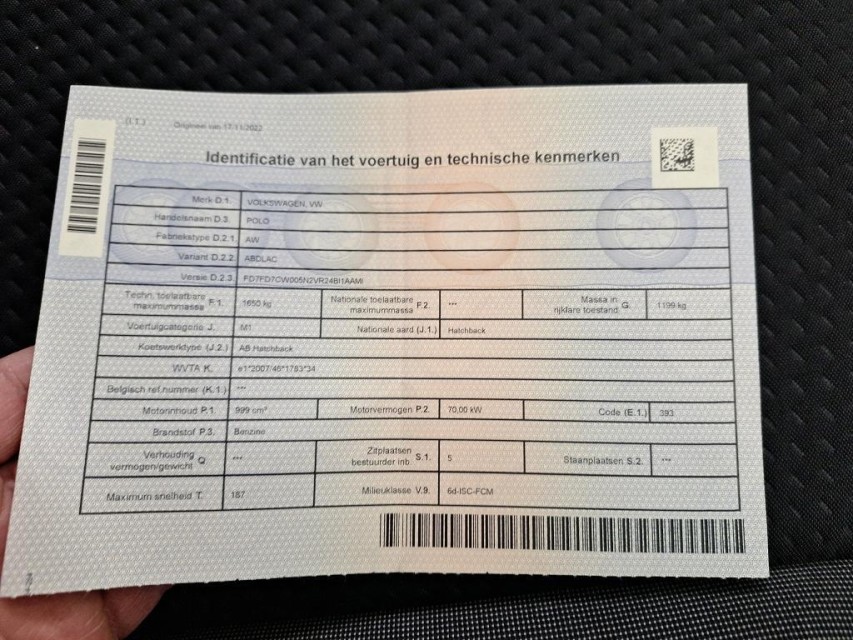 (I.T.)
Origineel van 17/11/2022
Identificatie van het voertuig en technische kenmerken
Merk D.1. VOLKSWAGEN, VW
Handelsnaam D.3. POLO
Fabriekstype D.2.1. AW
Variant D.2.2. ABDLAC
Versie D.2.3. FD7FD7CW005N2VR24BI1AAMI
Techn. toelaatbare maximummassa F.1. 1650 kg Nationale toelaatbare maximummassa F.2. *** Massa in rijklare toestand G. 1199 kg
Voertuigcategorie J. M1 Nationale aard (J.1.) Hatchback
Koetswerktype (J.2.) AB Hatchback
WVTA K. e1*2007/46*1783*34
Belgisch ref.nummer (K.1.) ***
Motorinhoud P.1. 999 cm³ Motorvermogen P.2. 70,00 kW Code (E.1.) 393
Brandstof P.3. Benzine
Verhouding vermogen/gewicht Q *** Zitplaatsen bestuurder inb. S.1. 5 Staanplaatsen S.2. ***
Maximum snelheid T. 187 Milieuklasse V.9. 6d-ISC-FCM